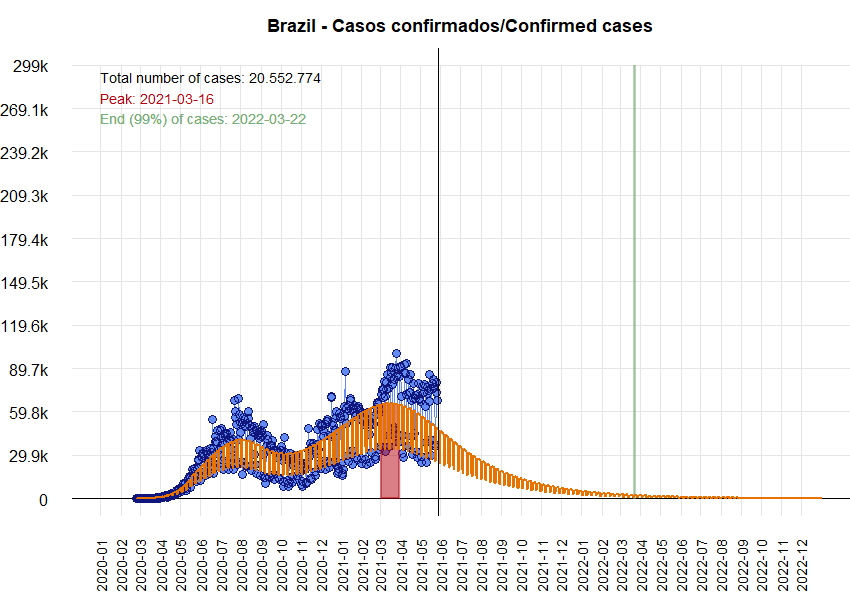 Brazil - Casos confirmados/Confirmed cases
299k
Total number of cases: 20.552.774
Peak: 2021-03-16
269.1k
End (99%) of cases: 2022-03-22
239.2k
209.3k
179.4k
149.5k
119.6k
89.7k
59.8k
29.9k
0
2020-01
2020-02
2020-03
2020-04
2020-05
2020-06
2020-07
2020-08
2020-09
2020-10
2020-11
2020-12
2021-01
2021-02
2021-03
2021-04
2021-05
2021-06
2021-07
2021-08
2021-09
2021-10
2021-11
2021-12
2022-01
2022-02
2022-03
2022-04
2022-05
2022-06
2022-07
2022-08
2022-09
2022-10
2022-11
2022-12